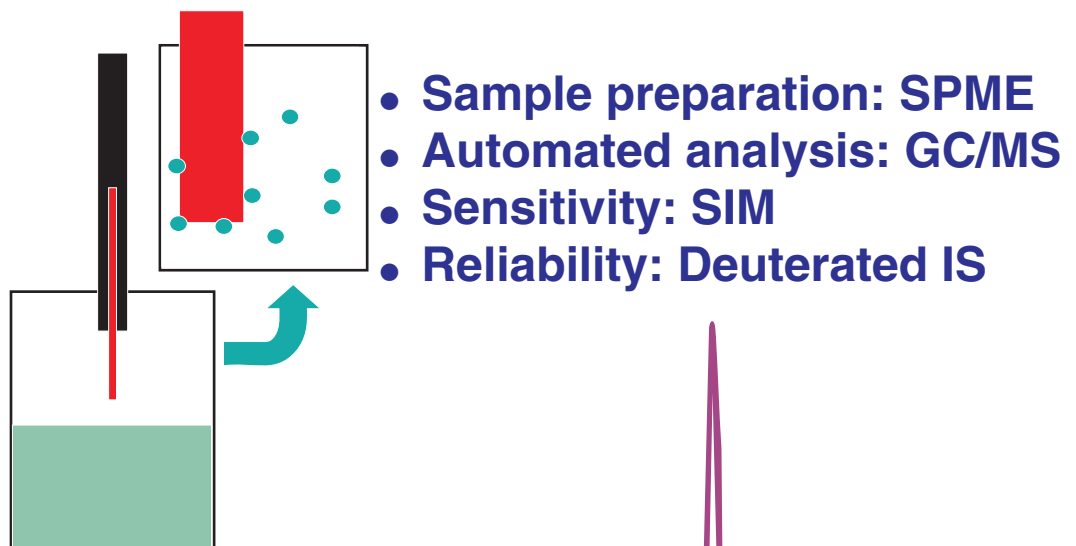 • Sample preparation: SPME
• Automated analysis: GC/MS
• Sensitivity: SIM
• Reliability: Deuterated IS